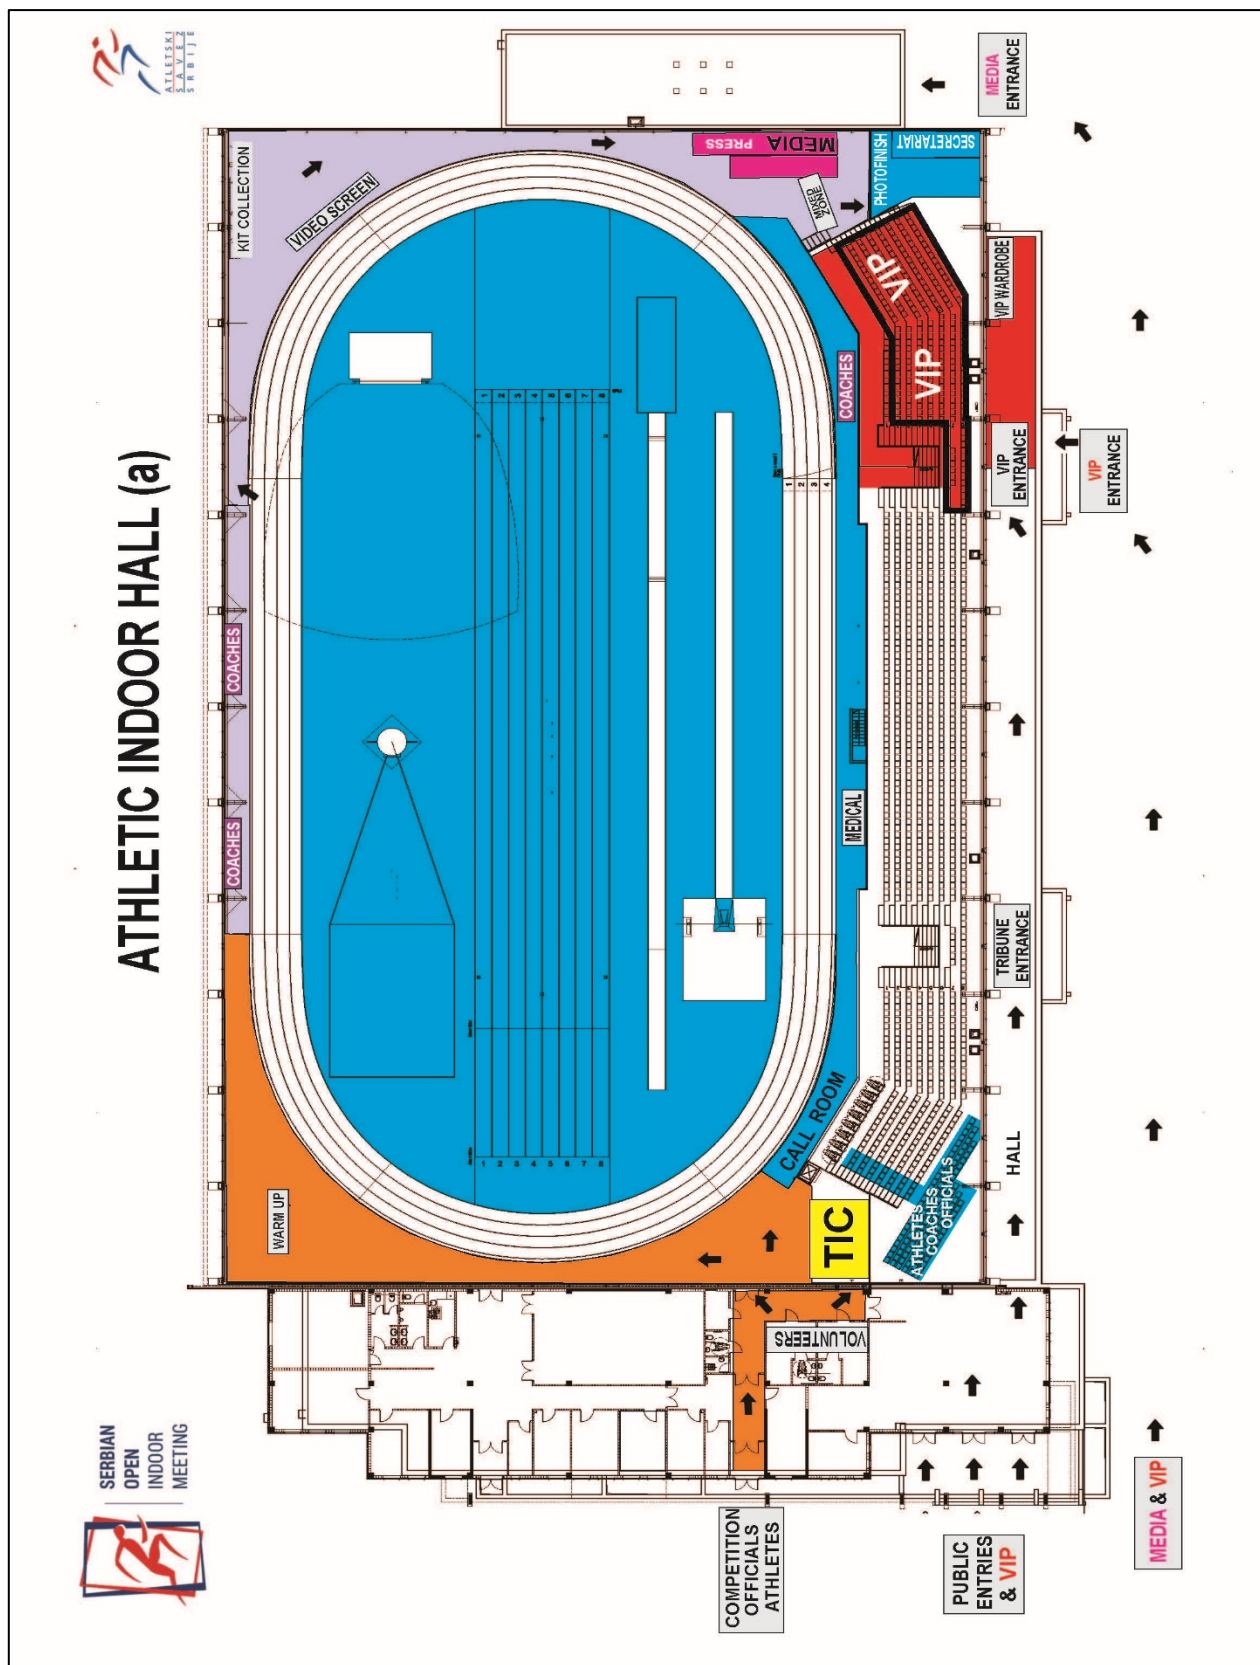 ATHLETIC INDOOR HALL (a)
SERBIAN
OPEN
INDOOR
MEETING
ATLETSKI
SAVEZ
SRBIJE
WARM UP
COACHES
COACHES
VIDEO SCREEN
KIT COLLECTION
1
2
3
4
5
6
7
8
1
2
3
4
5
6
7
8
1
2
3
4
PRESS
MEDIA
MIXED
ZONE
PHOTOFINISH
SECRETARIAT
TIC
CALL ROOM
MEDICAL
COACHES
VIP
VIP
ATHLETES
COACHES
OFFICIALS
VOLUNTEERS
HALL
TRIBUNE
ENTRANCE
VIP
ENTRANCE
VIP WARDROBE
VIP
ENTRANCE
MEDIA
ENTRANCE
COMPETITION
OFFICIALS
ATHLETES
PUBLIC
ENTRIES
& VIP
MEDIA & VIP